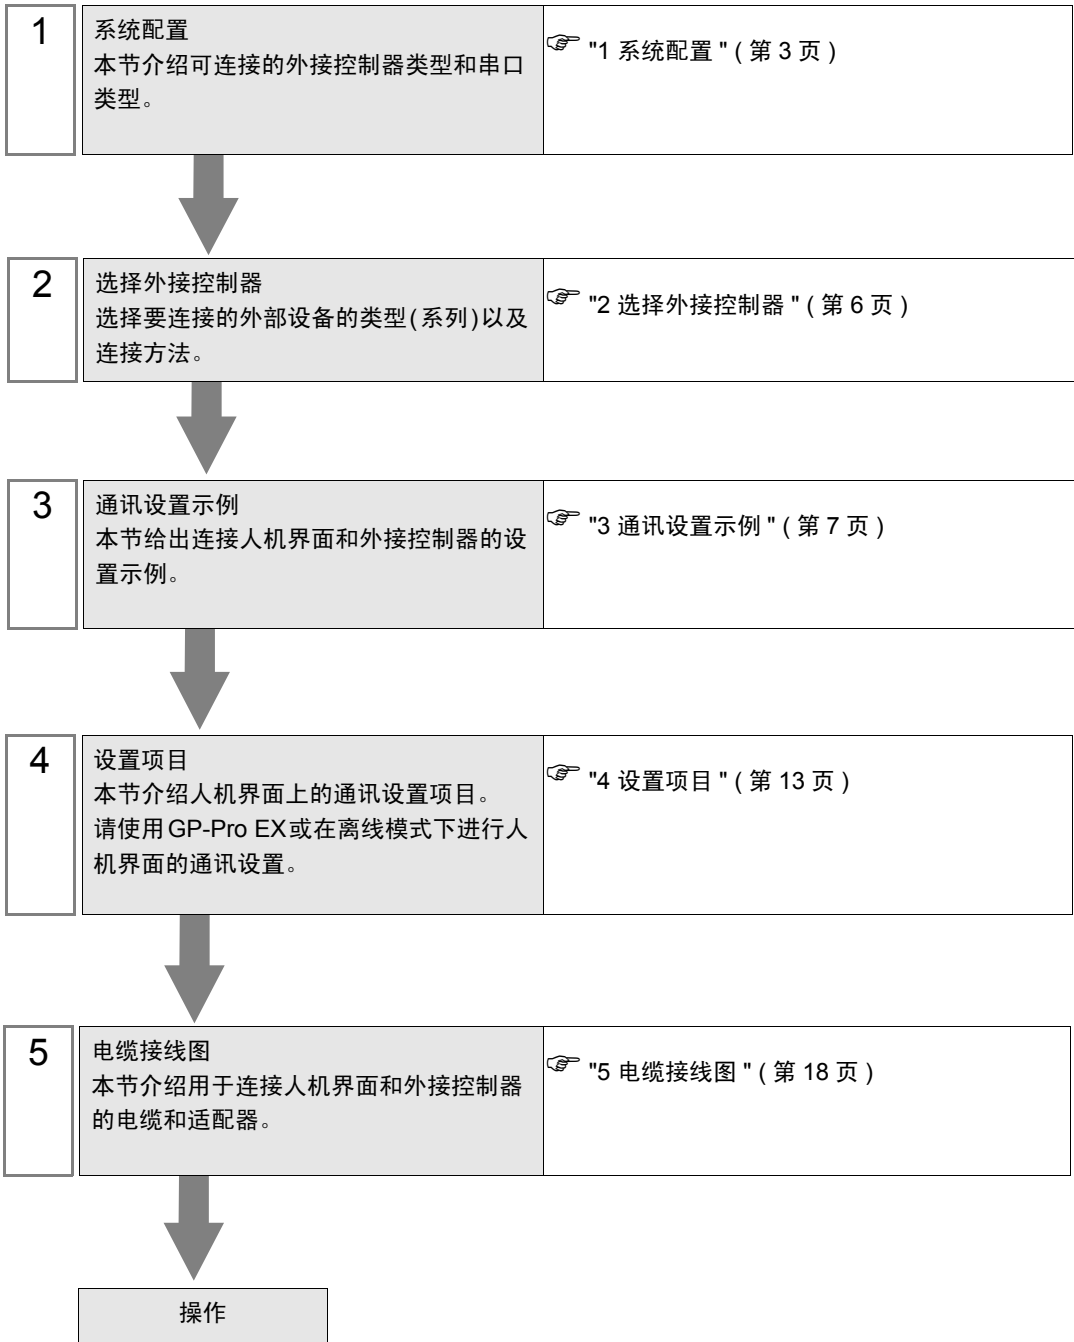 1
系统配置
本节介绍可连接的外接控制器类型和串口
类型。
"1 系统配置 " ( 第 3 页 )
2
选择外接控制器
选择要连接的外部设备的类型(系列)以及
连接方法。
"2 选择外接控制器 " ( 第 6 页 )
3
通讯设置示例
本节给出连接人机界面和外接控制器的设
置示例。
"3 通讯设置示例 " ( 第 7 页 )
4
设置项目
本节介绍人机界面上的通讯设置项目。
请使用GP-Pro EX或在离线模式下进行人
机界面的通讯设置。
"4 设置项目 " ( 第 13 页 )
5
电缆接线图
本节介绍用于连接人机界面和外接控制器
的电缆和适配器。
"5 电缆接线图 " ( 第 18 页 )
操作